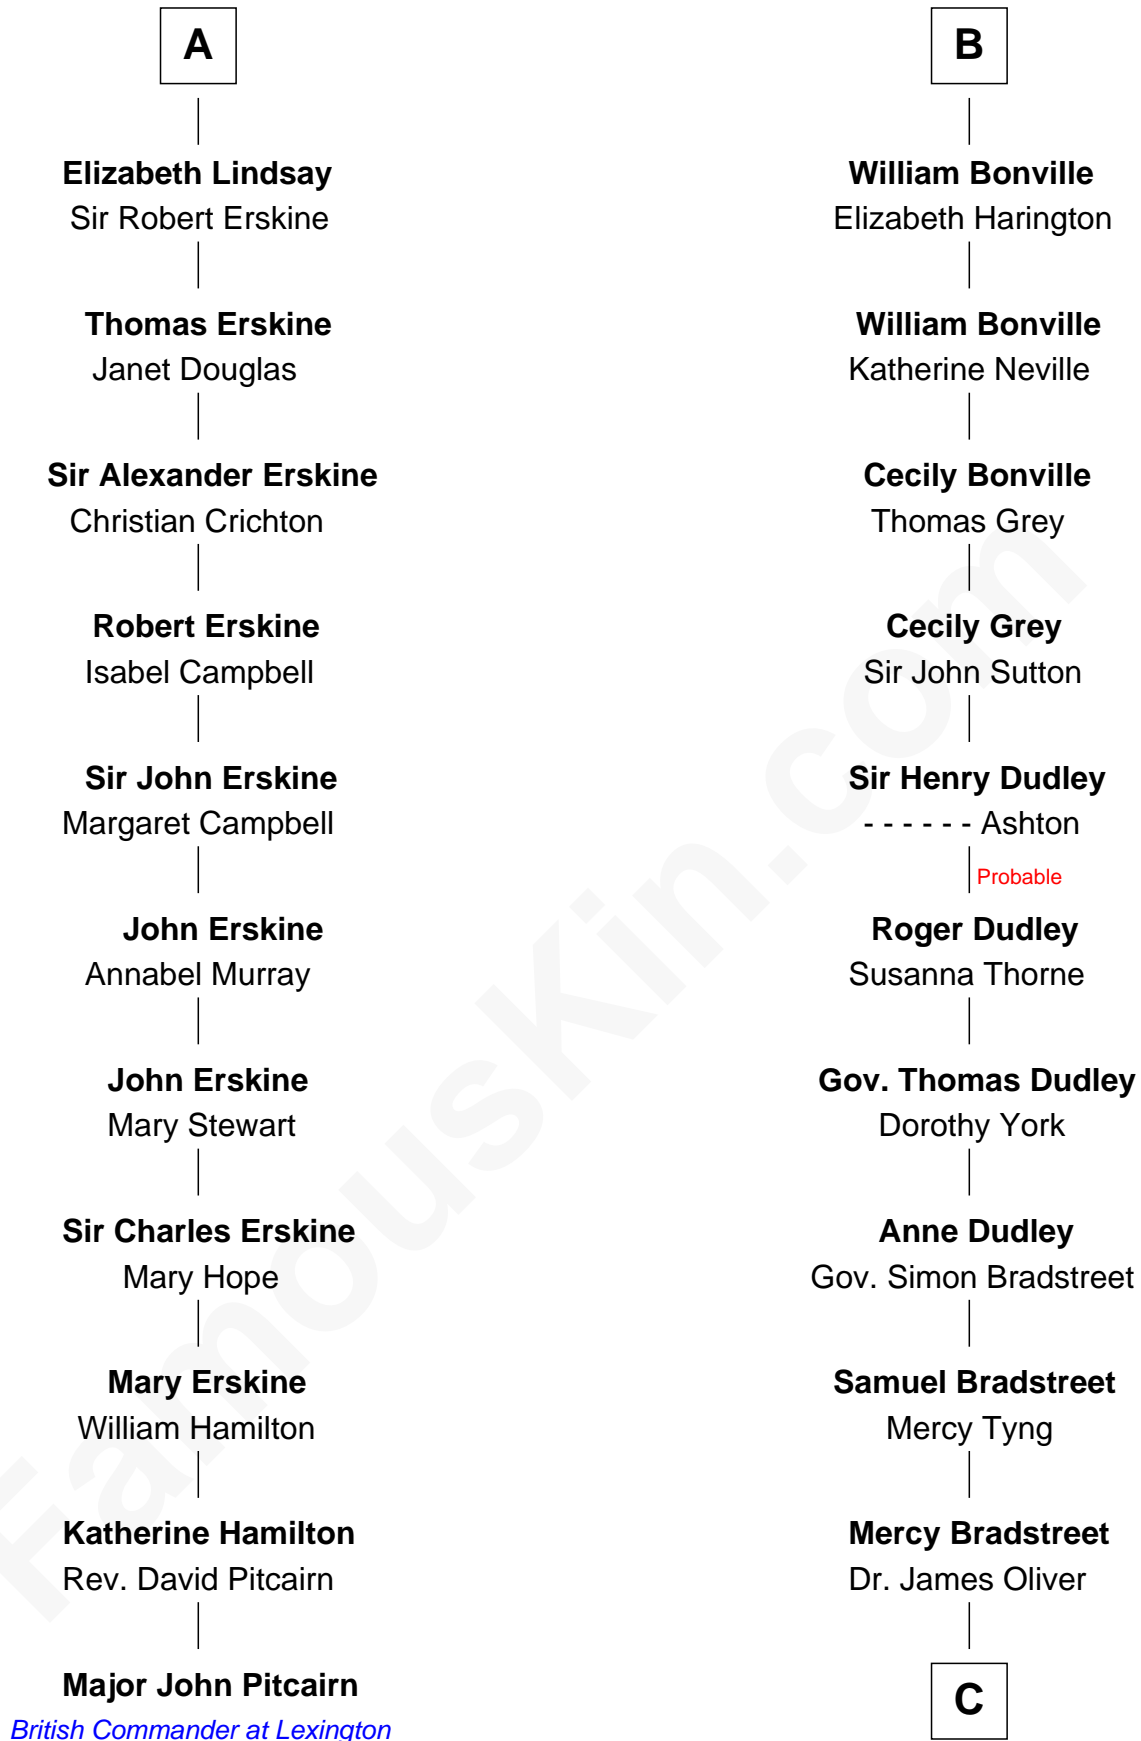 A
Elizabeth Lindsay
Sir Robert Erskine
Thomas Erskine
Janet Douglas
Sir Alexander Erskine
Christian Crichton
Robert Erskine
Isabel Campbell
Sir John Erskine
Margaret Campbell
John Erskine
Annabel Murray
John Erskine
Mary Stewart
Sir Charles Erskine
Mary Hope
Mary Erskine
William Hamilton
Katherine Hamilton
Rev. David Pitcairn
Major John Pitcairn
British Commander at Lexington
B
William Bonville
Elizabeth Harington
William Bonville
Katherine Neville
Cecily Bonville
Thomas Grey
Cecily Grey
Sir John Sutton
Sir Henry Dudley
- - - - - - Ashton
Probable
Roger Dudley
Susanna Thorne
Gov. Thomas Dudley
Dorothy York
Anne Dudley
Gov. Simon Bradstreet
Samuel Bradstreet
Mercy Tyng
Mercy Bradstreet
Dr. James Oliver
C
FamousKin.com